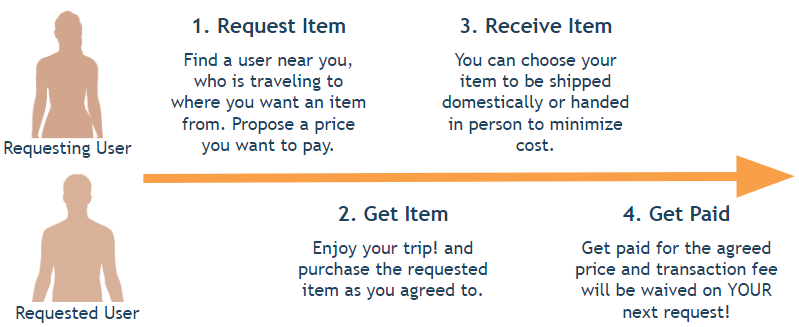 1. Request Item
Find a user near you,
who is traveling to
where you want an item
from. Propose a price
you want to pay.
3. Receive Item
You can choose your
item to be shipped
domestically or handed
in person to minimize
cost.
Requesting User
2. Get Item
Enjoy your trip! and
purchase the requested
item as you agreed to.
4. Get Paid
Get paid for the agreed
price and transaction fee
will be waived on YOUR
next request!
Requested User